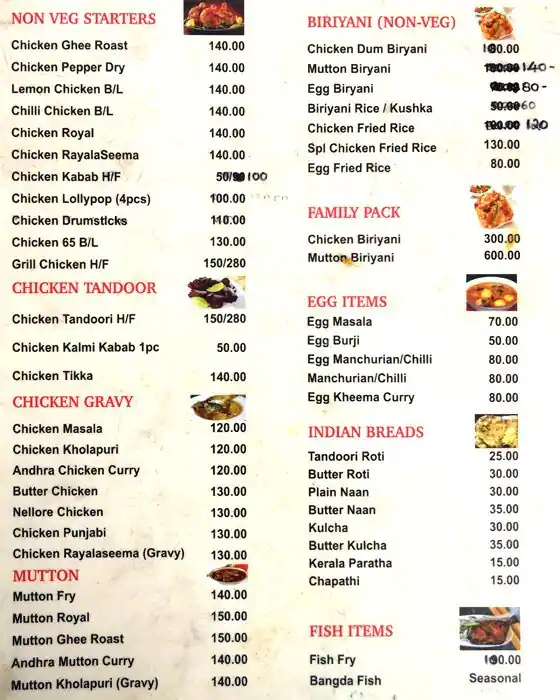 NON VEG STARTERS
Chicken Ghee Roast 140.00
Chicken Pepper Dry 140.00
Lemon Chicken B/L 140.00
Chilli Chicken B/L 140.00
Chicken Royal 140.00
Chicken RayalaSeema 140.00
Chicken Kabab H/F 100
Chicken Lollypop (4pcs) 100.00
Chicken Drumsticks 110.00
Chicken 65 B/L 130.00
Grill Chicken H/F 150/280
CHICKEN TANDOOR
Chicken Tandoori H/F 150/280
Chicken Kalmi Kabab 1pc 50.00
Chicken Tikka 140.00
CHICKEN GRAVY
Chicken Masala 120.00
Chicken Kholapuri 120.00
Andhra Chicken Curry 120.00
Butter Chicken 130.00
Nellore Chicken 130.00
Chicken Punjabi 130.00
Chicken Rayalaseema (Gravy) 130.00
MUTTON
Mutton Fry 140.00
Mutton Royal 150.00
Mutton Ghee Roast 150.00
Andhra Mutton Curry 140.00
Mutton Kholapuri (Gravy) 140.00
BIRIYANI (NON-VEG)
Chicken Dum Biryani
Mutton Biryani 140-
Egg Biryani 80-
Biriyani Rice / Kushka 50.00 60
Chicken Fried Rice 100.00 120
Spl Chicken Fried Rice 130.00
Egg Fried Rice 80.00
FAMILY PACK
Chicken Biriyani 300.00
Mutton Biriyani 600.00
EGG ITEMS
Egg Masala 70.00
Egg Burji 50.00
Egg Manchurian/Chilli 80.00
Manchurian/Chilli 80.00
Egg Kheema Curry 80.00
INDIAN BREADS
Tandoori Roti 25.00
Butter Roti 30.00
Plain Naan 30.00
Butter Naan 35.00
Kulcha 30.00
Butter Kulcha 35.00
Kerala Paratha 15.00
Chapathi 15.00
FISH ITEMS
Fish Fry
Bangda Fish Seasonal